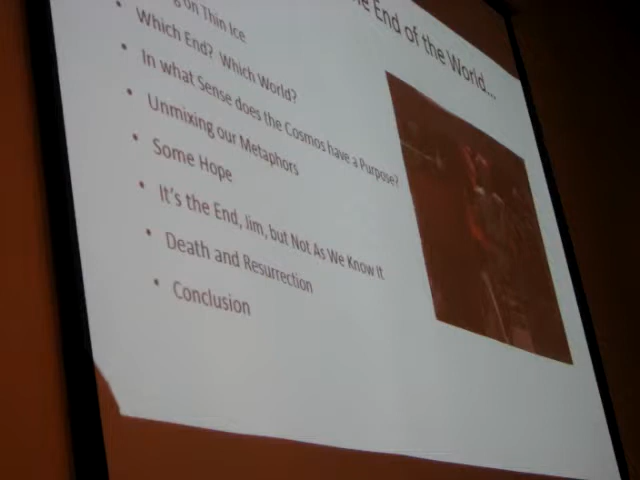 e End of the World....
g on Thin Ice
Which End? Which World?
In what Sense does the Cosmos have a Purpose?
Unmixing our Metaphors
Some Hope
It's the End, Jim, but Not As We Know It
Death and Resurrection
Conclusion